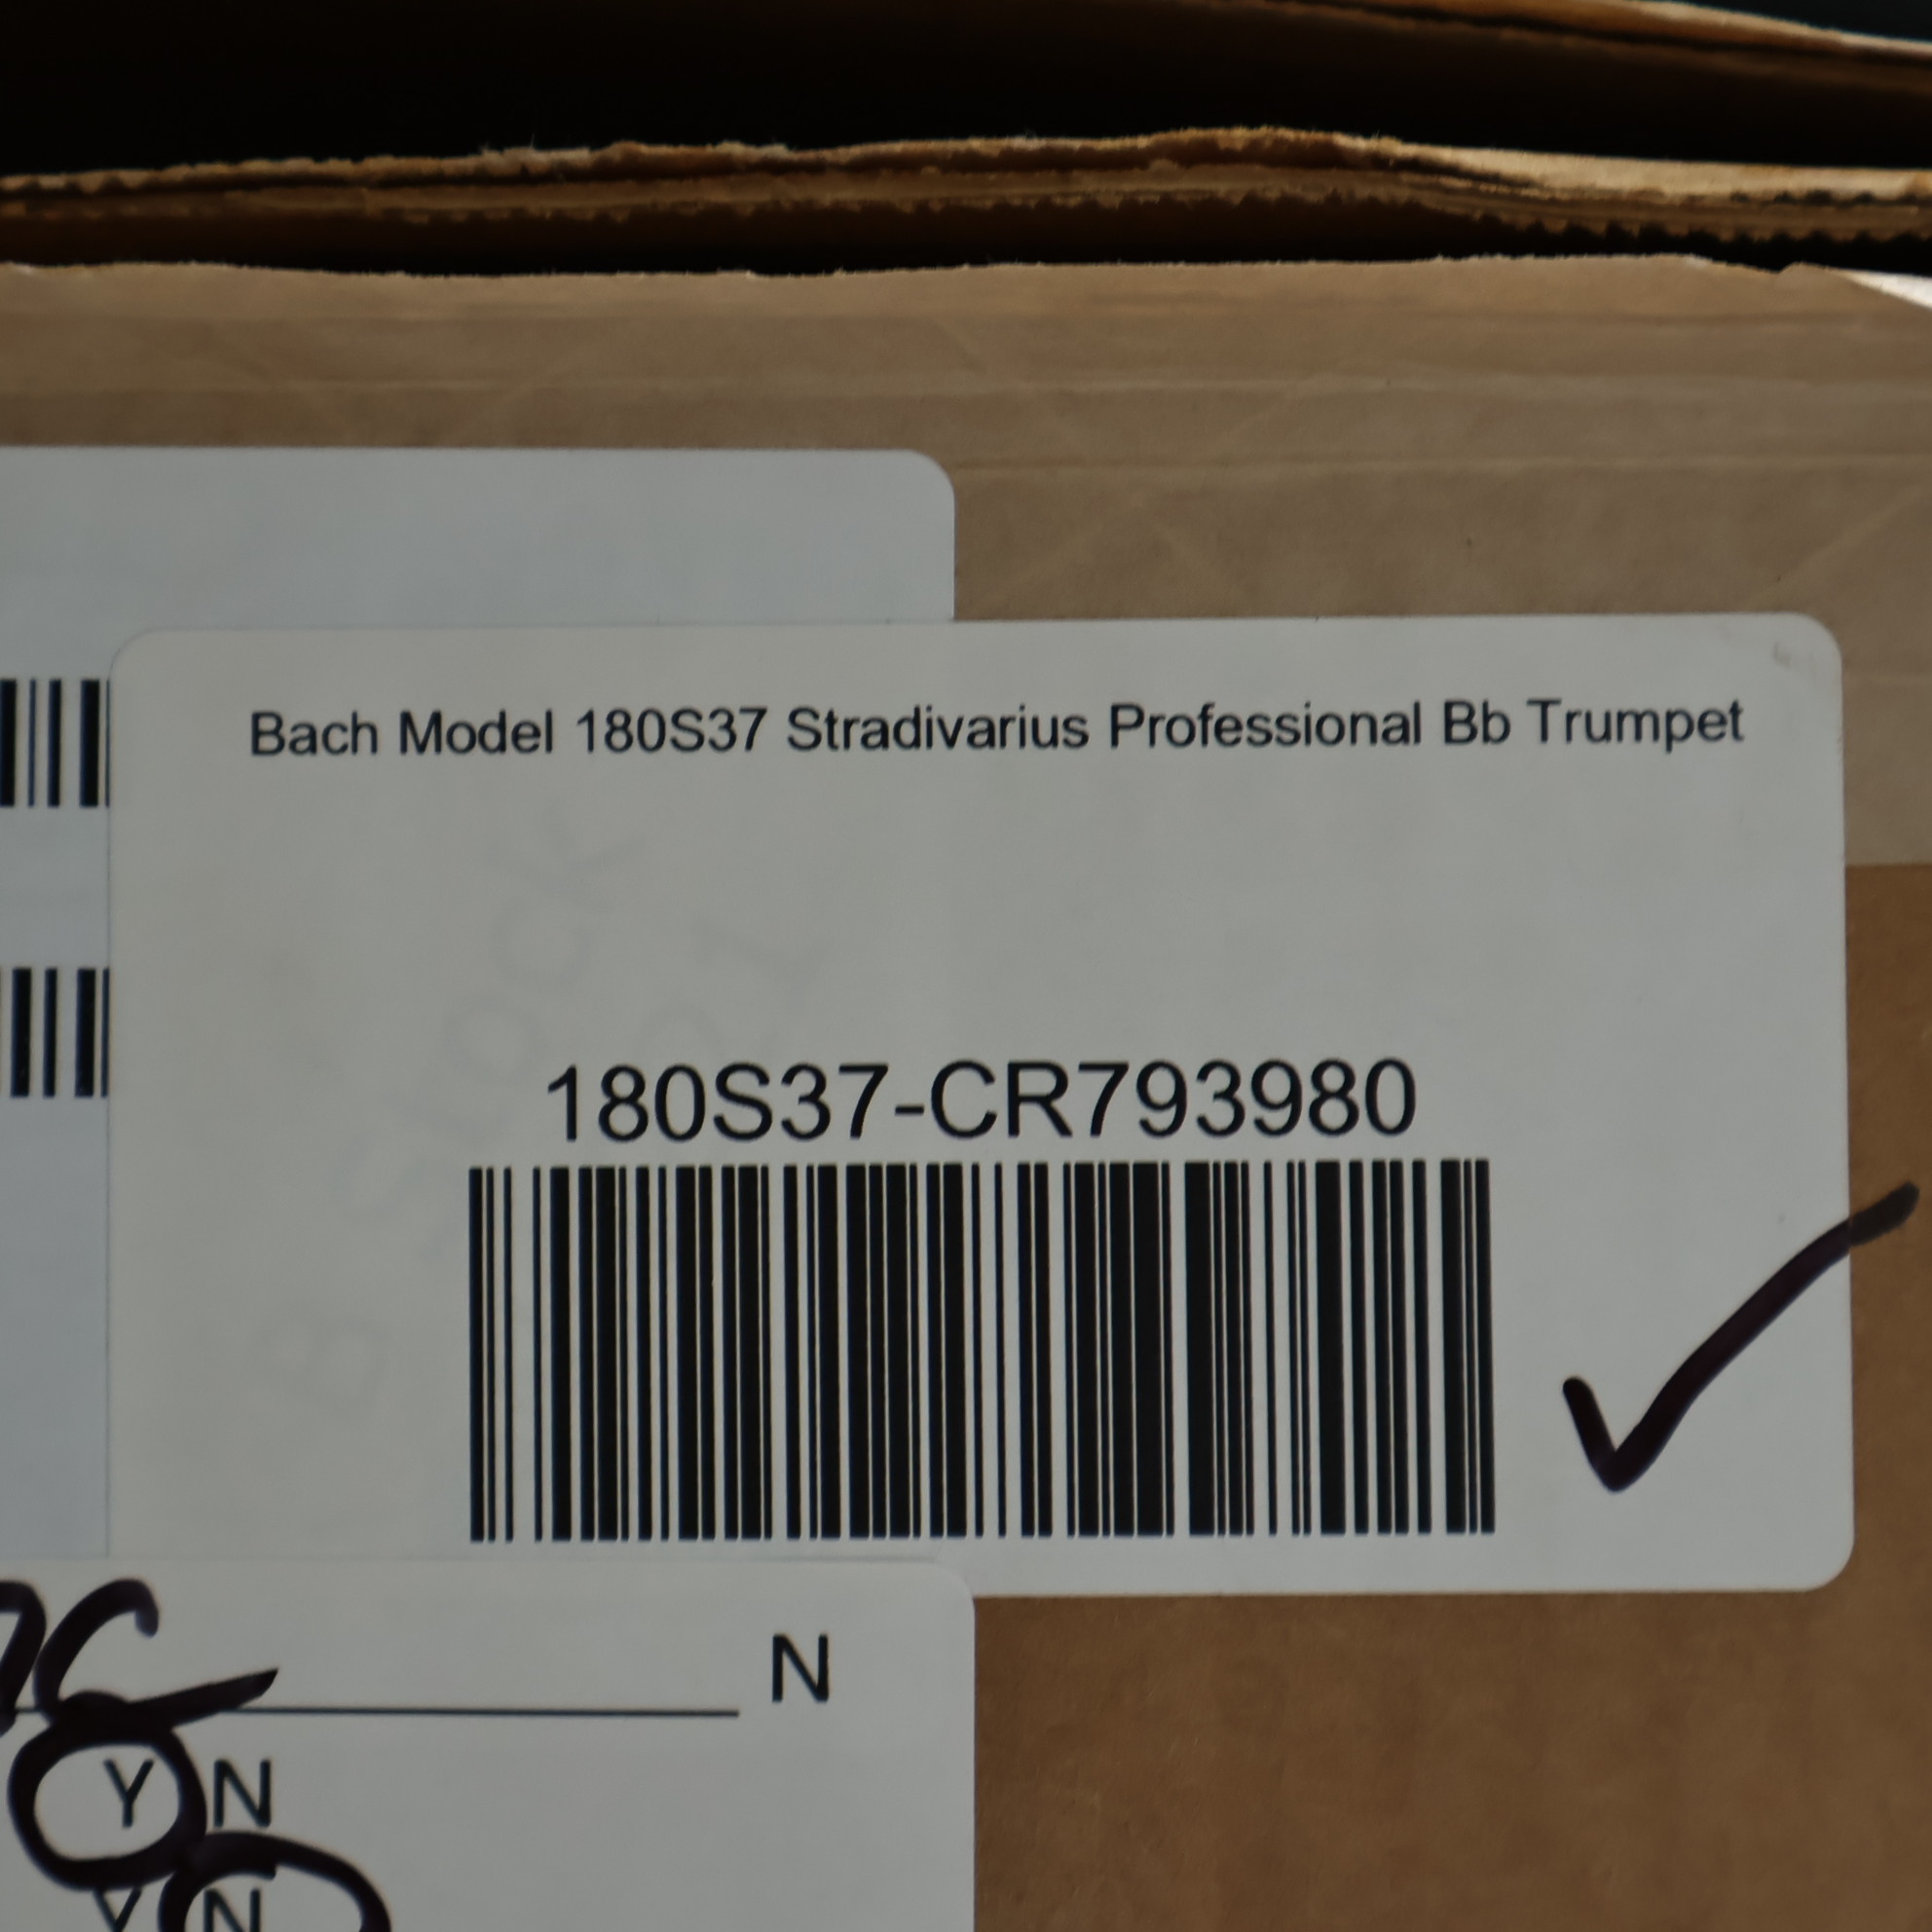 Bach Model 180S37 Stradivarius Professional Bb Trumpet
180S37-CR793980
N
Y N
Y N